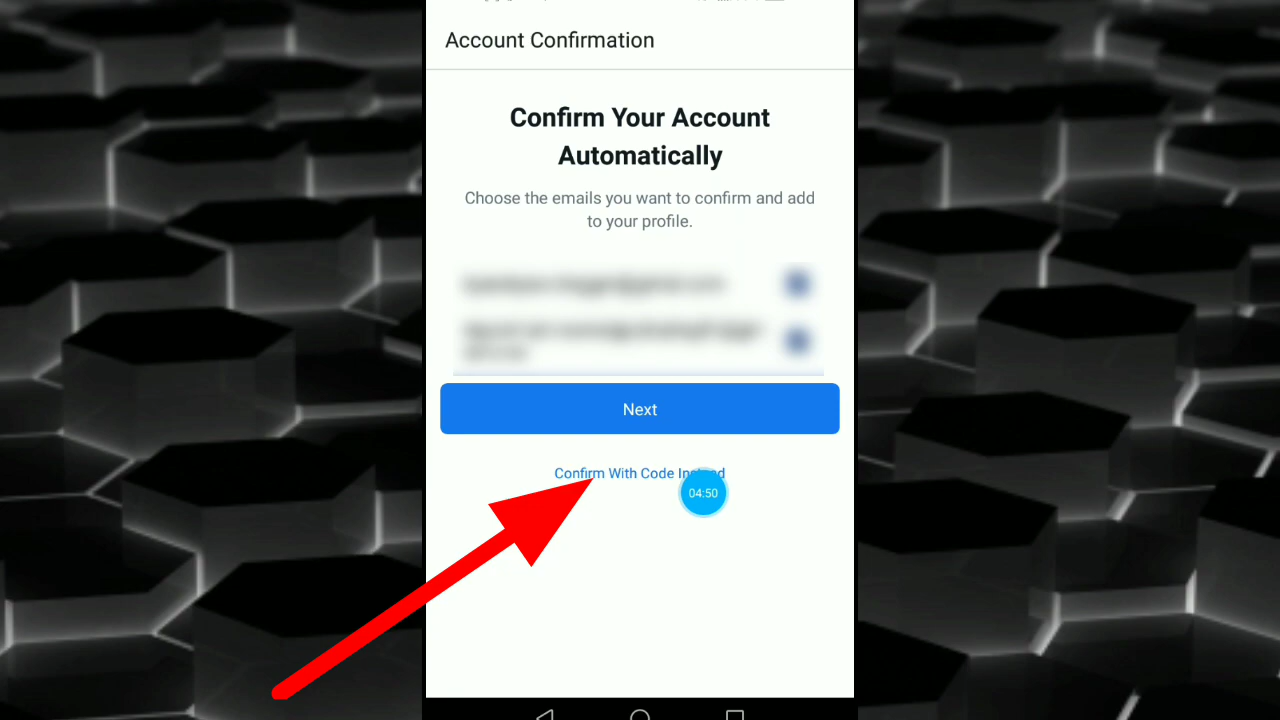 Account Confirmation
Confirm Your Account
Automatically
Choose the emails you want to confirm and add
to your profile.
Next
Confirm With Code Instead
04:50